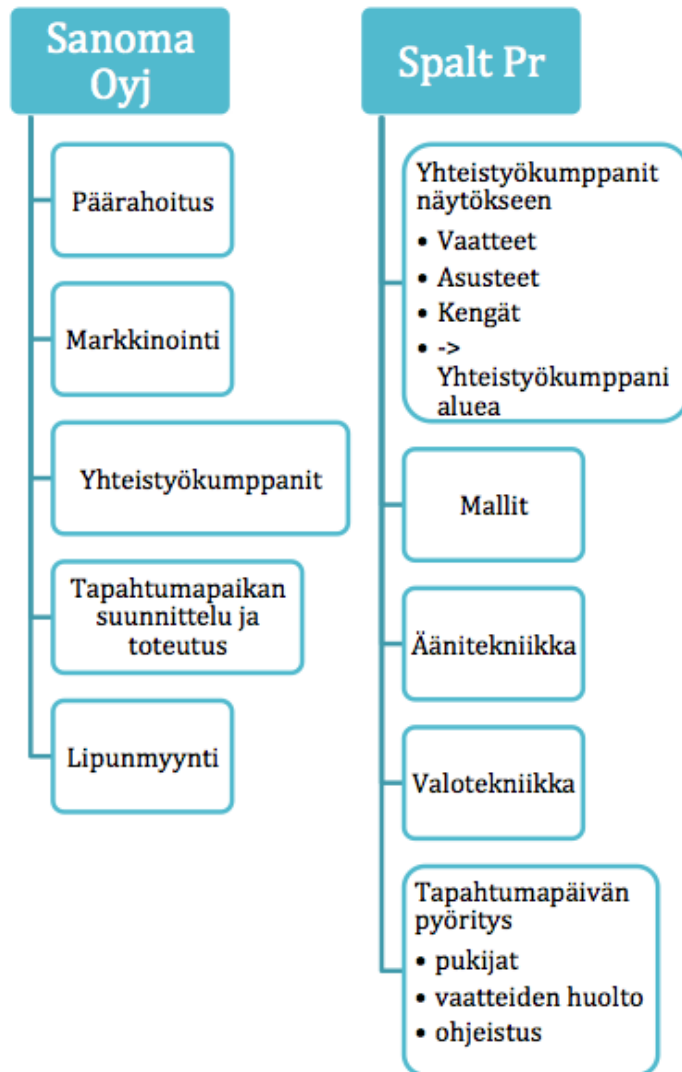 Sanoma
Oyj
Päärahoitus
Markkinointi
Yhteistyökumppanit
Tapahtumapaikan
suunnittelu ja
toteutus
Lipunmyynti
Spalt Pr
Yhteistyökumppanit
näytökseen
• Vaatteet
• Asusteet
• Kengät
• ->
Yhteistyökumppani
aluea
Mallit
Äänitekniikka
Valotekniikka
Tapahtumapäivän
pyöritys
• pukijat
• vaatteiden huolto
• ohjeistus